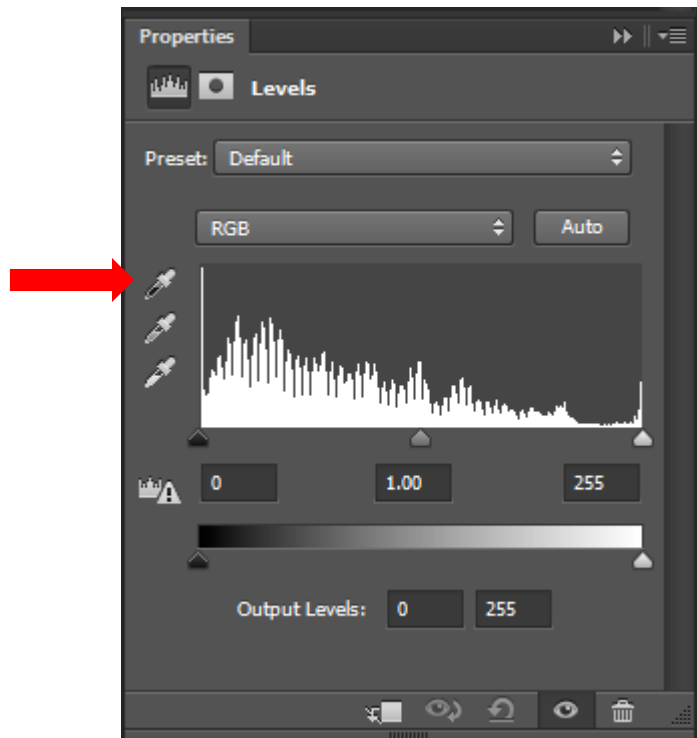 Properties
Levels
Preset: Default
RGB Auto
0 1.00 255
Output Levels: 0 255